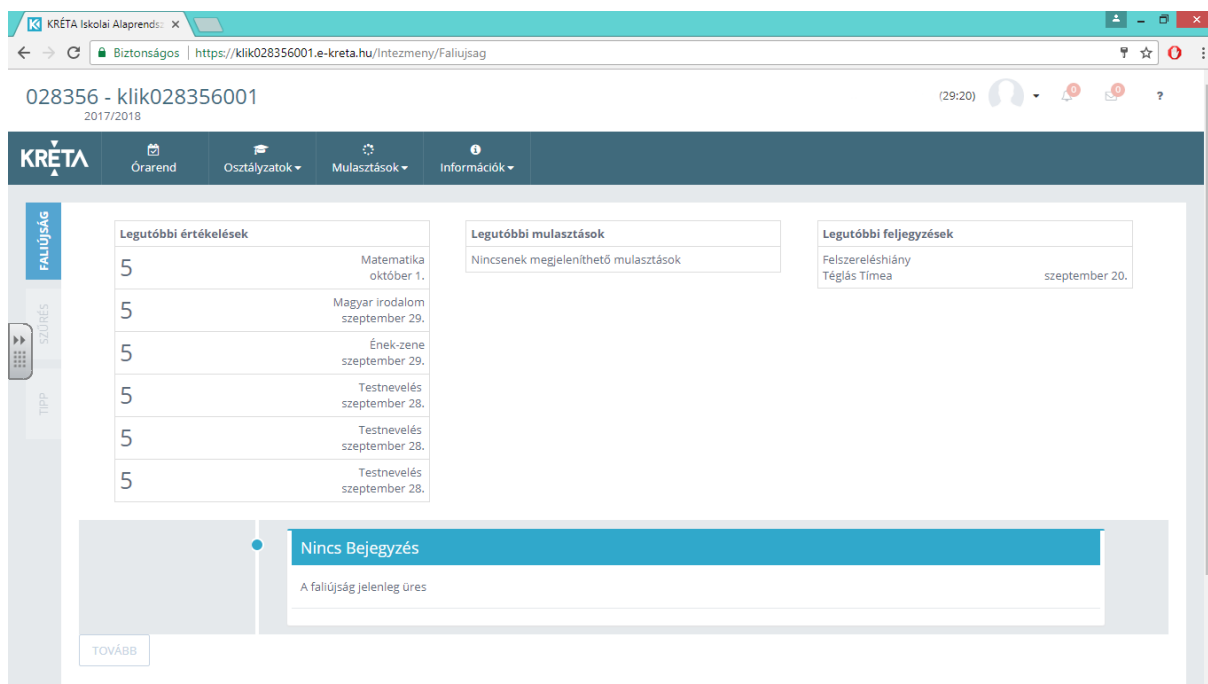 KRÉTA Iskolai Alaprends
Biztonságos | https://klik028356001.e-kreta.hu/Intezmeny/Faliujsag
028356 - klik028356001
2017/2018
(29:20)
0
0
?
KRÉTA
Órarend
Osztályzatok
Mulasztások
Információk
FALIÚJSÁG
SZŰRÉS
TIPP
Legutóbbi értékelések
5 Matematika
október 1.
5 Magyar irodalom
szeptember 29.
5 Ének-zene
szeptember 29.
5 Testnevelés
szeptember 28.
5 Testnevelés
szeptember 28.
5 Testnevelés
szeptember 28.
Legutóbbi mulasztások
Nincsenek megjeleníthető mulasztások
Legutóbbi feljegyzések
Felszereléshiány
Téglás Tímea szeptember 20.
Nincs Bejegyzés
A faliújság jelenleg üres
TOVÁBB